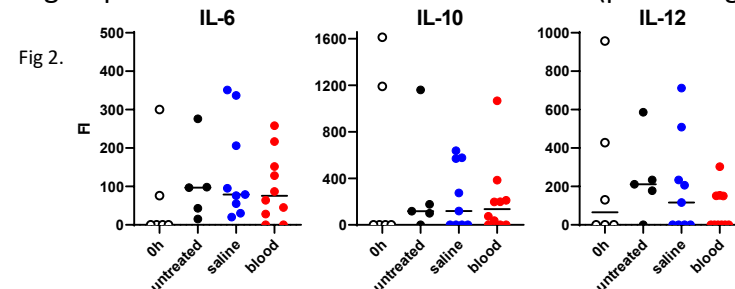 IL-6
IL-10
IL-12
Fig 2.
FI
500
400
300
200
100
0
1600
1200
800
400
0
1000
800
600
400
200
0
0h
untreated
saline
blood
0h
untreated
saline
blood
0h
untreated
saline
blood